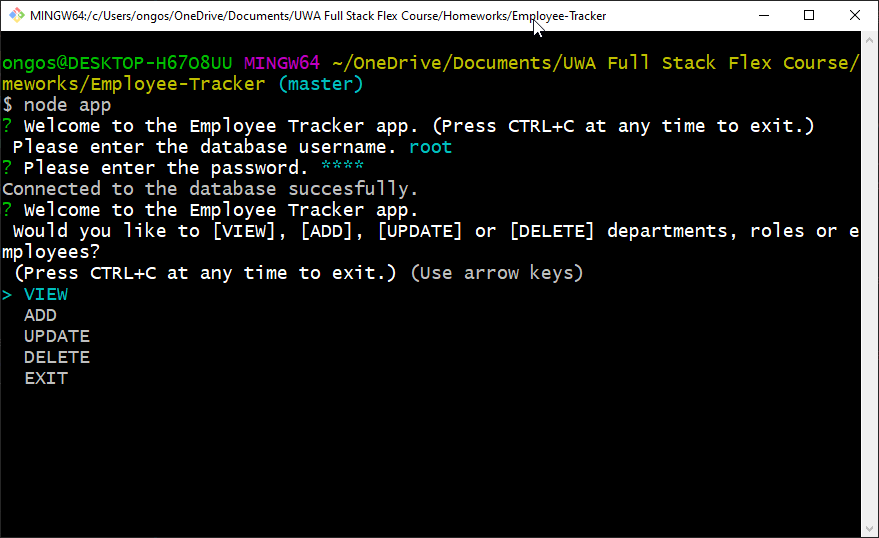 MINGW64:/c/Users/ongos/OneDrive/Documents/UWA Full Stack Flex Course/Homeworks/Employee-Tracker
ongos@DESKTOP-H67O8UU MINGW64 ~/OneDrive/Documents/UWA Full Stack Flex Course/
meworks/Employee-Tracker (master)
$ node app
? Welcome to the Employee Tracker app. (Press CTRL+C at any time to exit.)
Please enter the database username. root
? Please enter the password. ****
Connected to the database succesfully.
? Welcome to the Employee Tracker app.
Would you like to [VIEW], [ADD], [UPDATE] or [DELETE] departments, roles or e
mployees?
(Press CTRL+C at any time to exit.) (Use arrow keys)
> VIEW
ADD
UPDATE
DELETE
EXIT